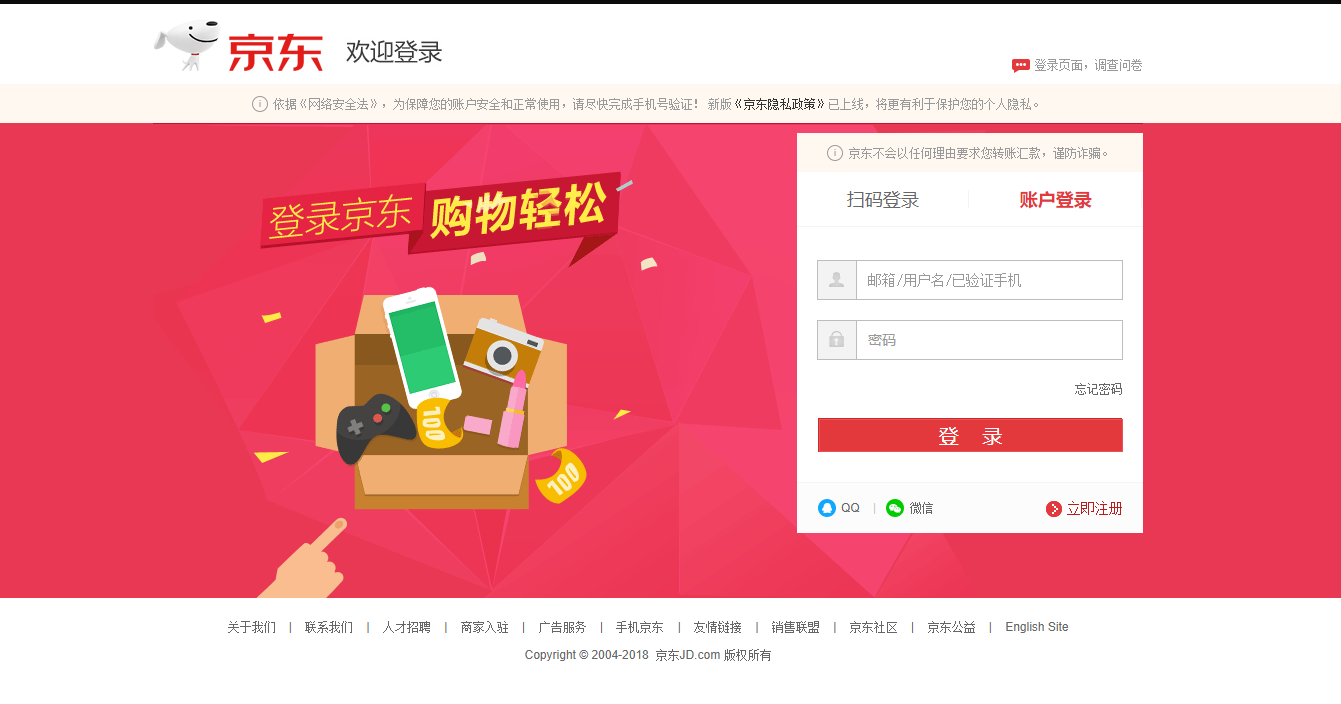 京东 欢迎登录
登录页面，调查问卷
依据《网络安全法》，为保障您的账户安全和正常使用，请尽快完成手机号验证！ 新版《京东隐私政策》已上线，将更有利于保护您的个人隐私。
京东不会以任何理由要求您转账汇款，谨防诈骗。
登录京东 购物轻松
扫码登录 账户登录
邮箱/用户名/已验证手机
密码
忘记密码
登 录
100
100
QQ | 微信 立即注册
关于我们 | 联系我们 | 人才招聘 | 商家入驻 | 广告服务 | 手机京东 | 友情链接 | 销售联盟 | 京东社区 | 京东公益 | English Site
Copyright © 2004-2018 京东JD.com 版权所有